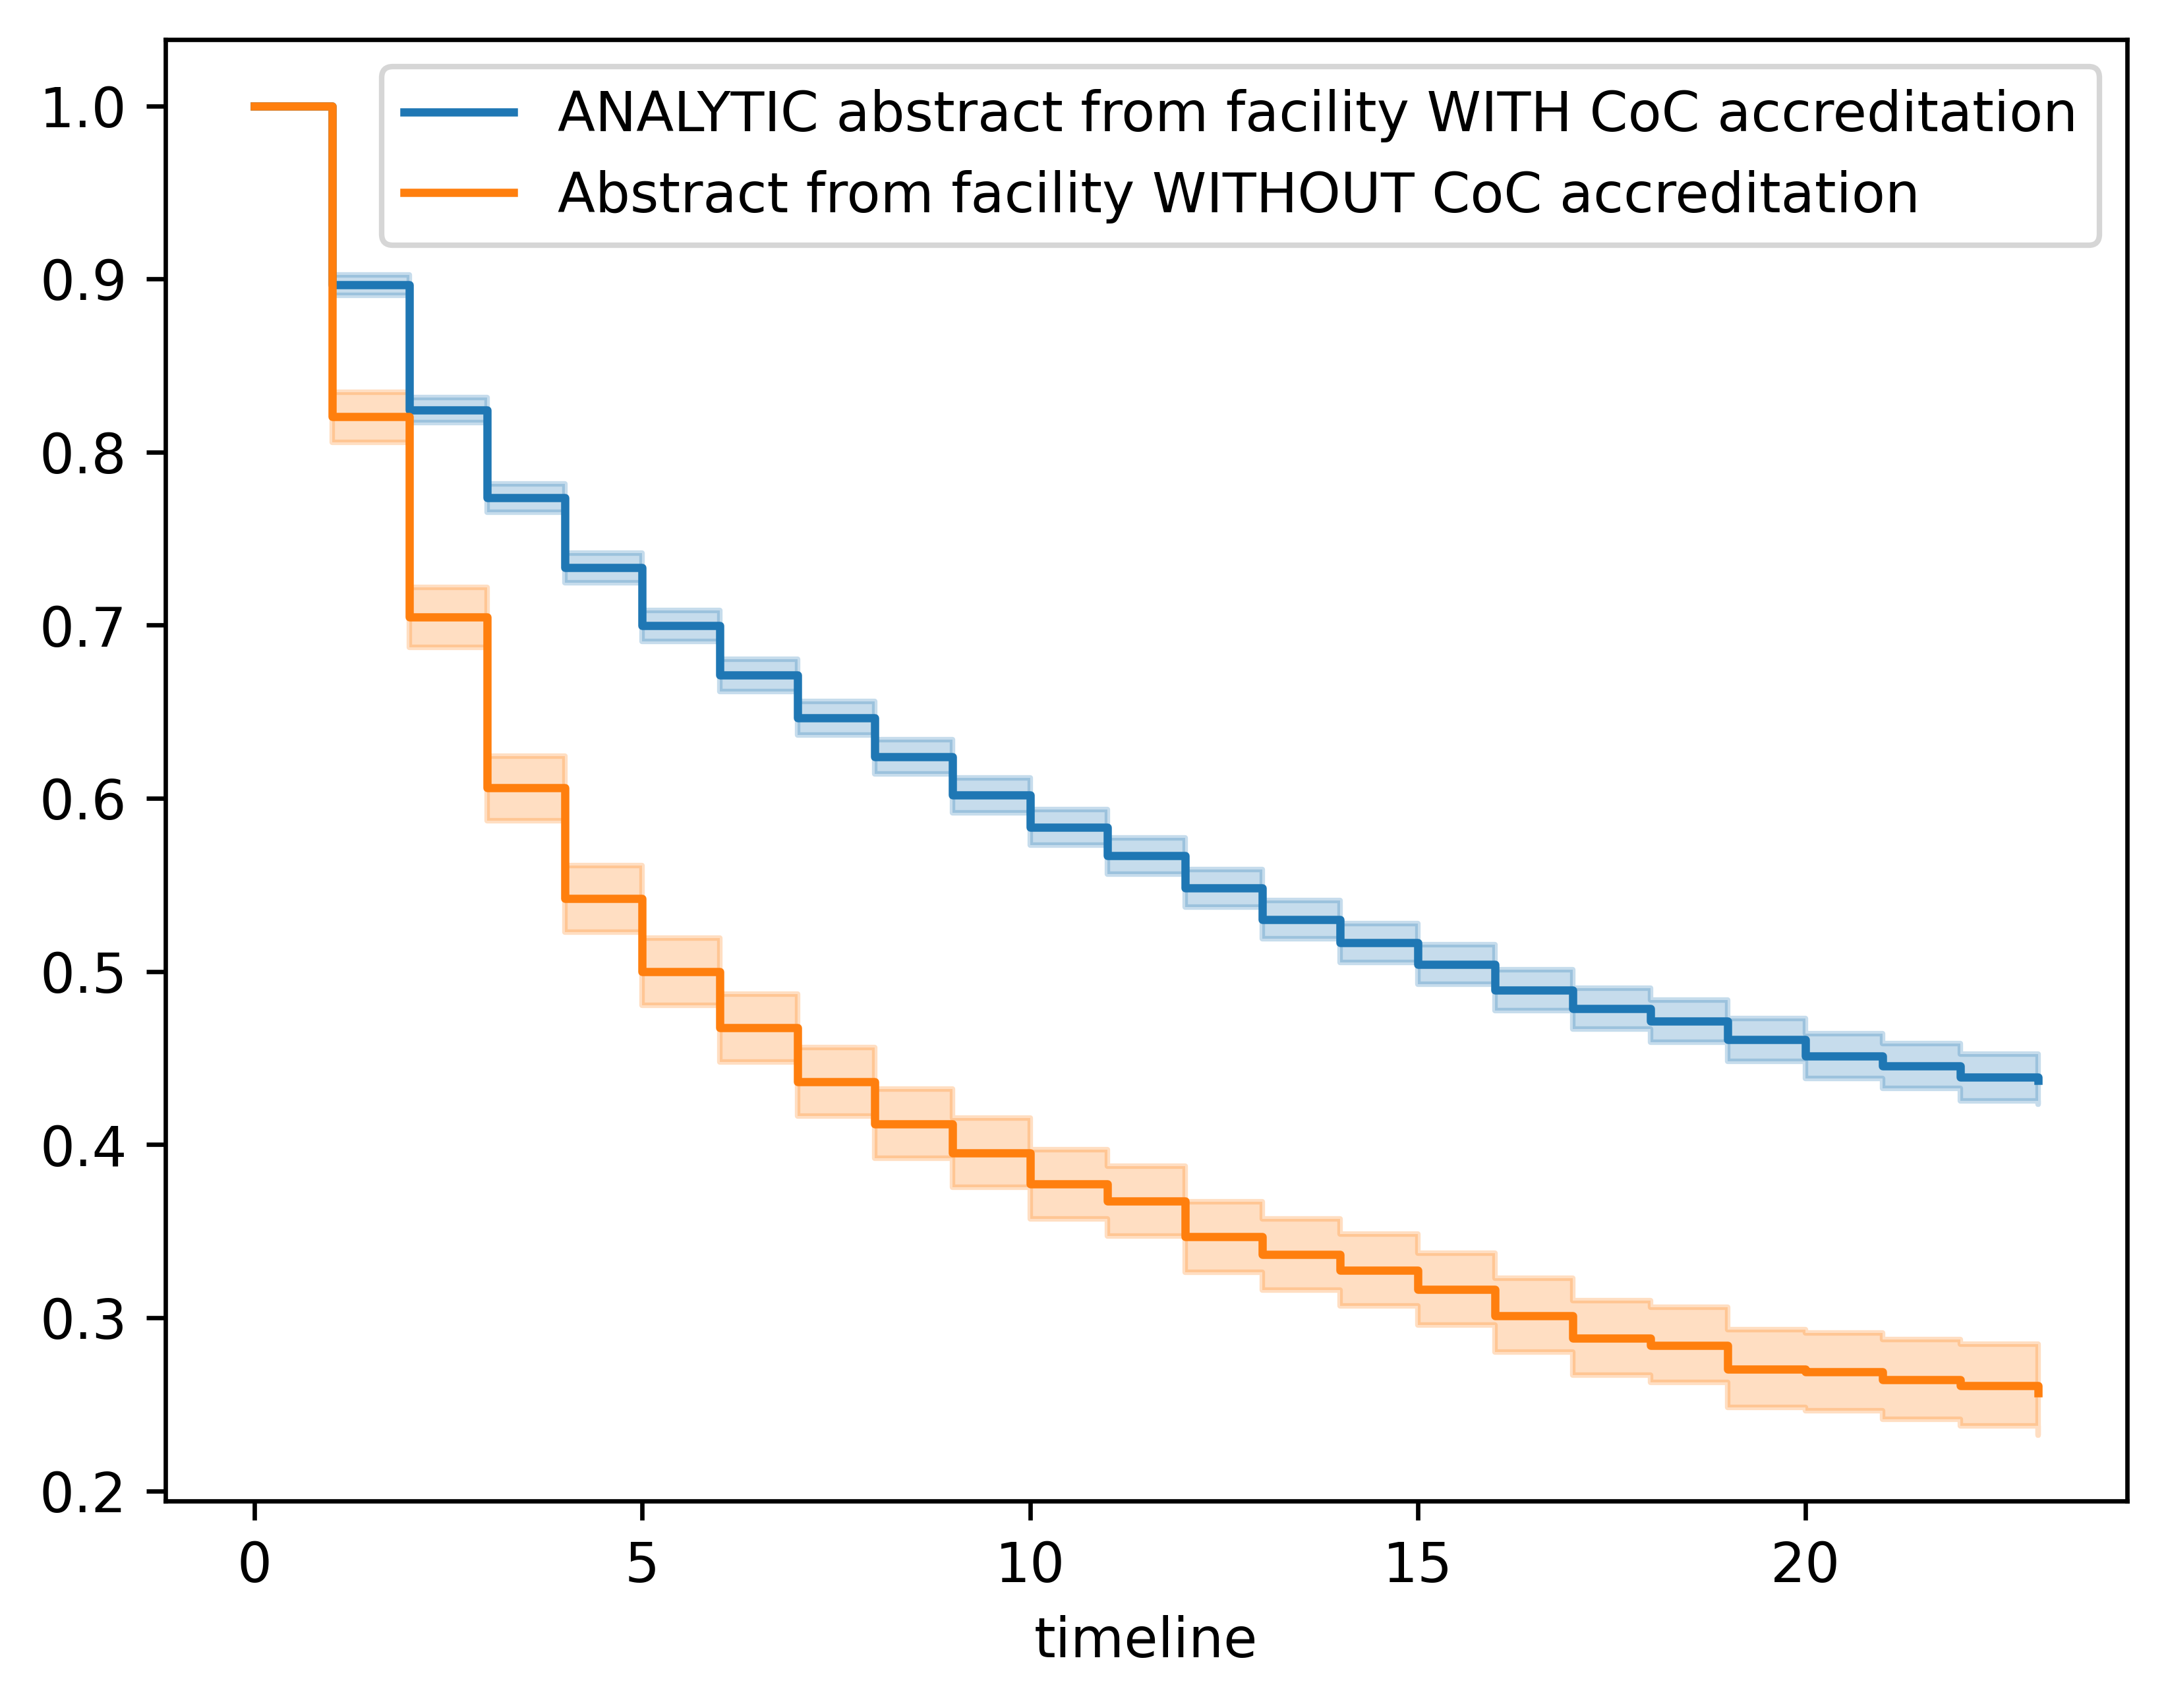 ANALYTIC abstract from facility WITH CoC accreditation
Abstract from facility WITHOUT CoC accreditation
1.0
0.9
0.8
0.7
0.6
0.5
0.4
0.3
0.2
0 5 10 15 20
timeline